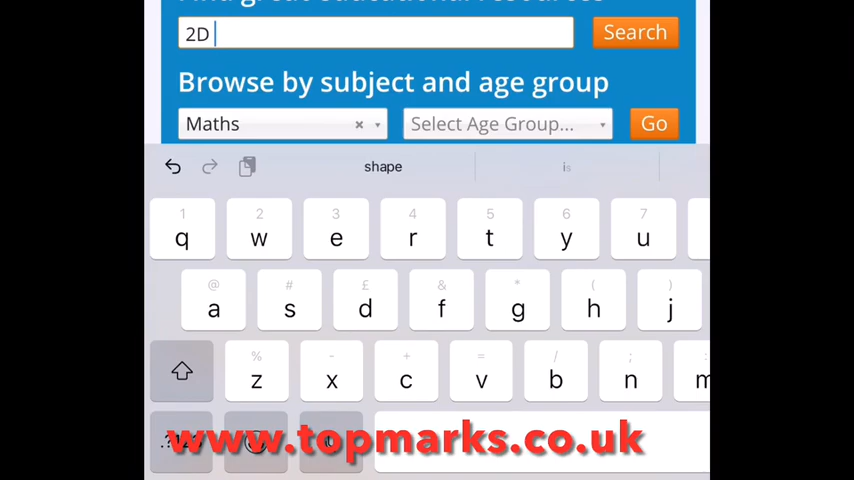 2D
Search
Browse by subject and age group
Maths × Select Age Group... Go
shape is
1 2 3 4 5 6 7
q w e r t y u
@ # £ & * ( )
a s d f g h j
% - + = / ; :
z x c v b n m
www.topmarks.co.uk